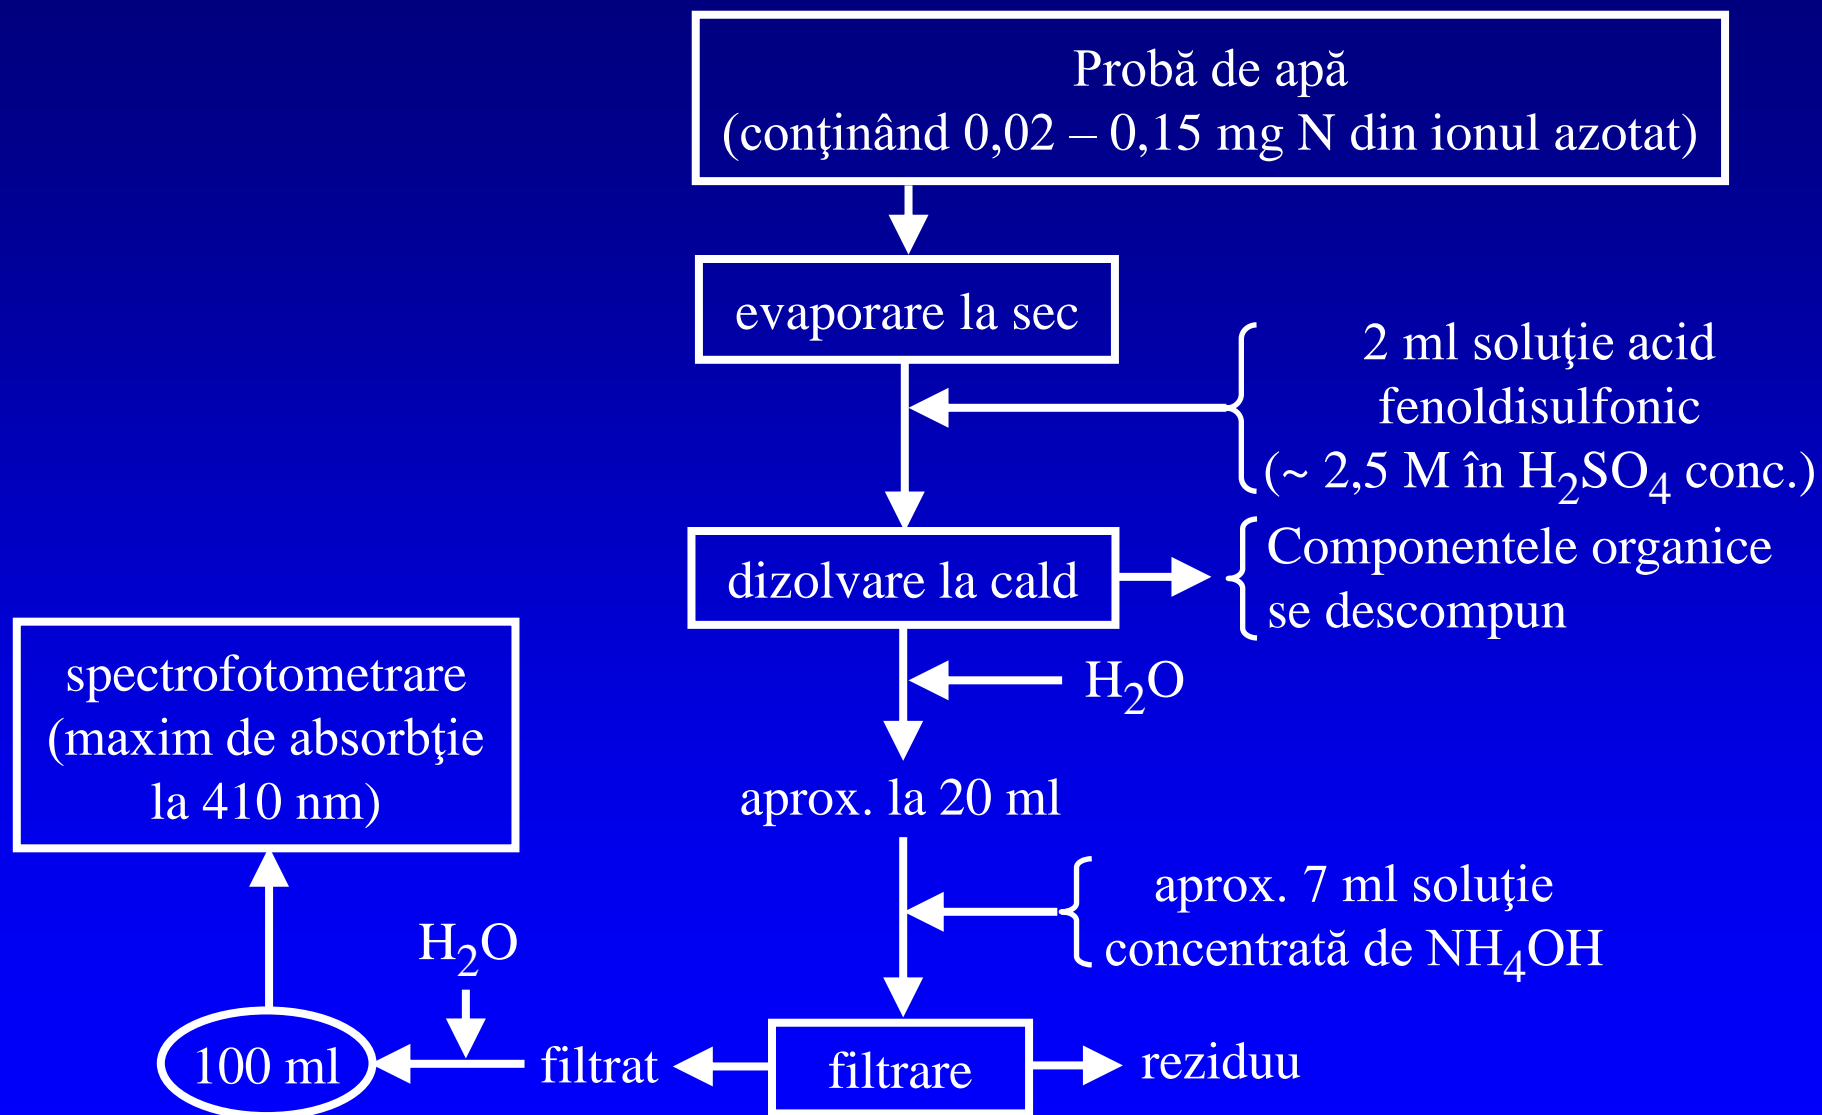 Probă de apă
(conţinând 0,02 – 0,15 mg N din ionul azotat)
evaporare la sec
2 ml soluţie acid
fenoldisulfonic
(~ 2,5 M în H₂SO₄ conc.)
dizolvare la cald
Componentele organice
se descompun
H₂O
aprox. la 20 ml
aprox. 7 ml soluţie
concentrată de NH₄OH
filtrare
reziduu
filtrat
H₂O
100 ml
spectrofotometrare
(maxim de absorbţie
la 410 nm)